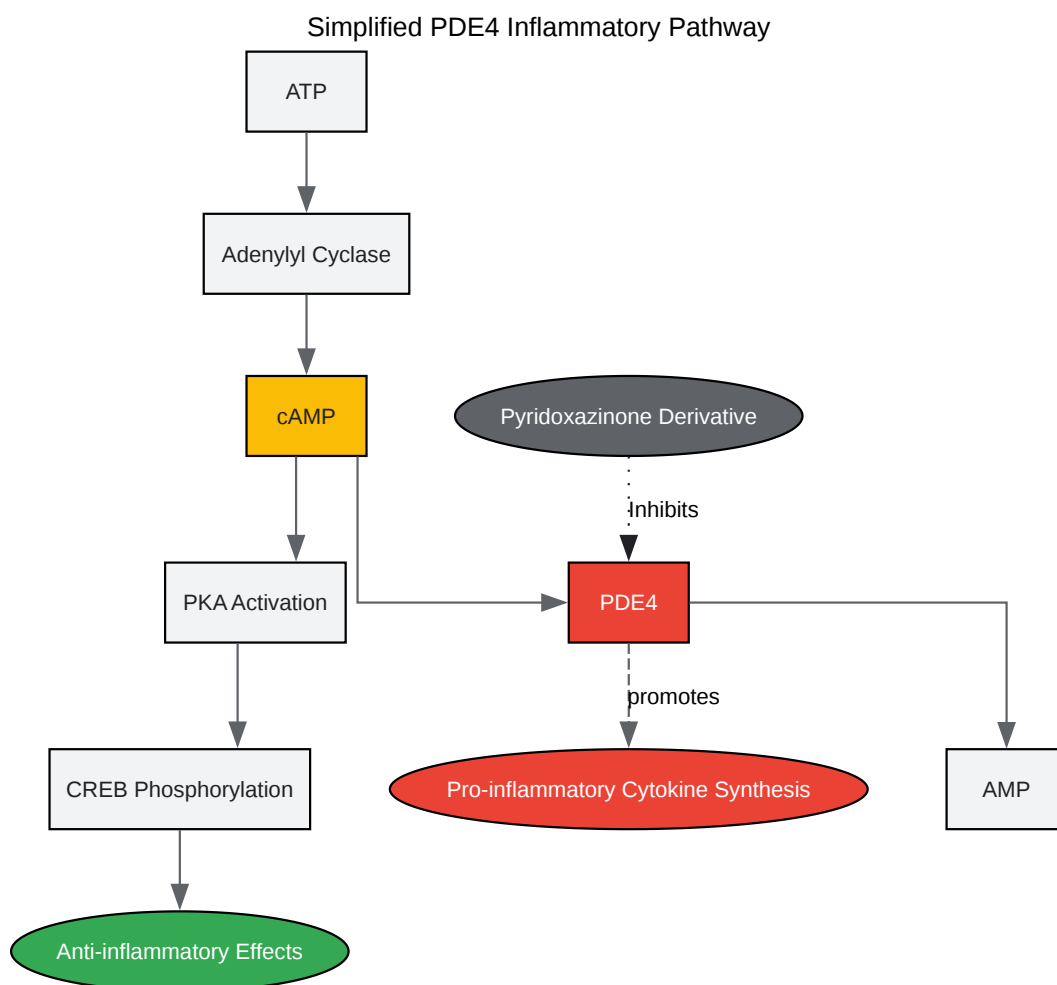 Simplified PDE4 Inflammatory Pathway
ATP
Adenylyl Cyclase
cAMP
Pyridoxazinone Derivative
Inhibits
PKA Activation
PDE4
promotes
CREB Phosphorylation
Pro-inflammatory Cytokine Synthesis
AMP
Anti-inflammatory Effects